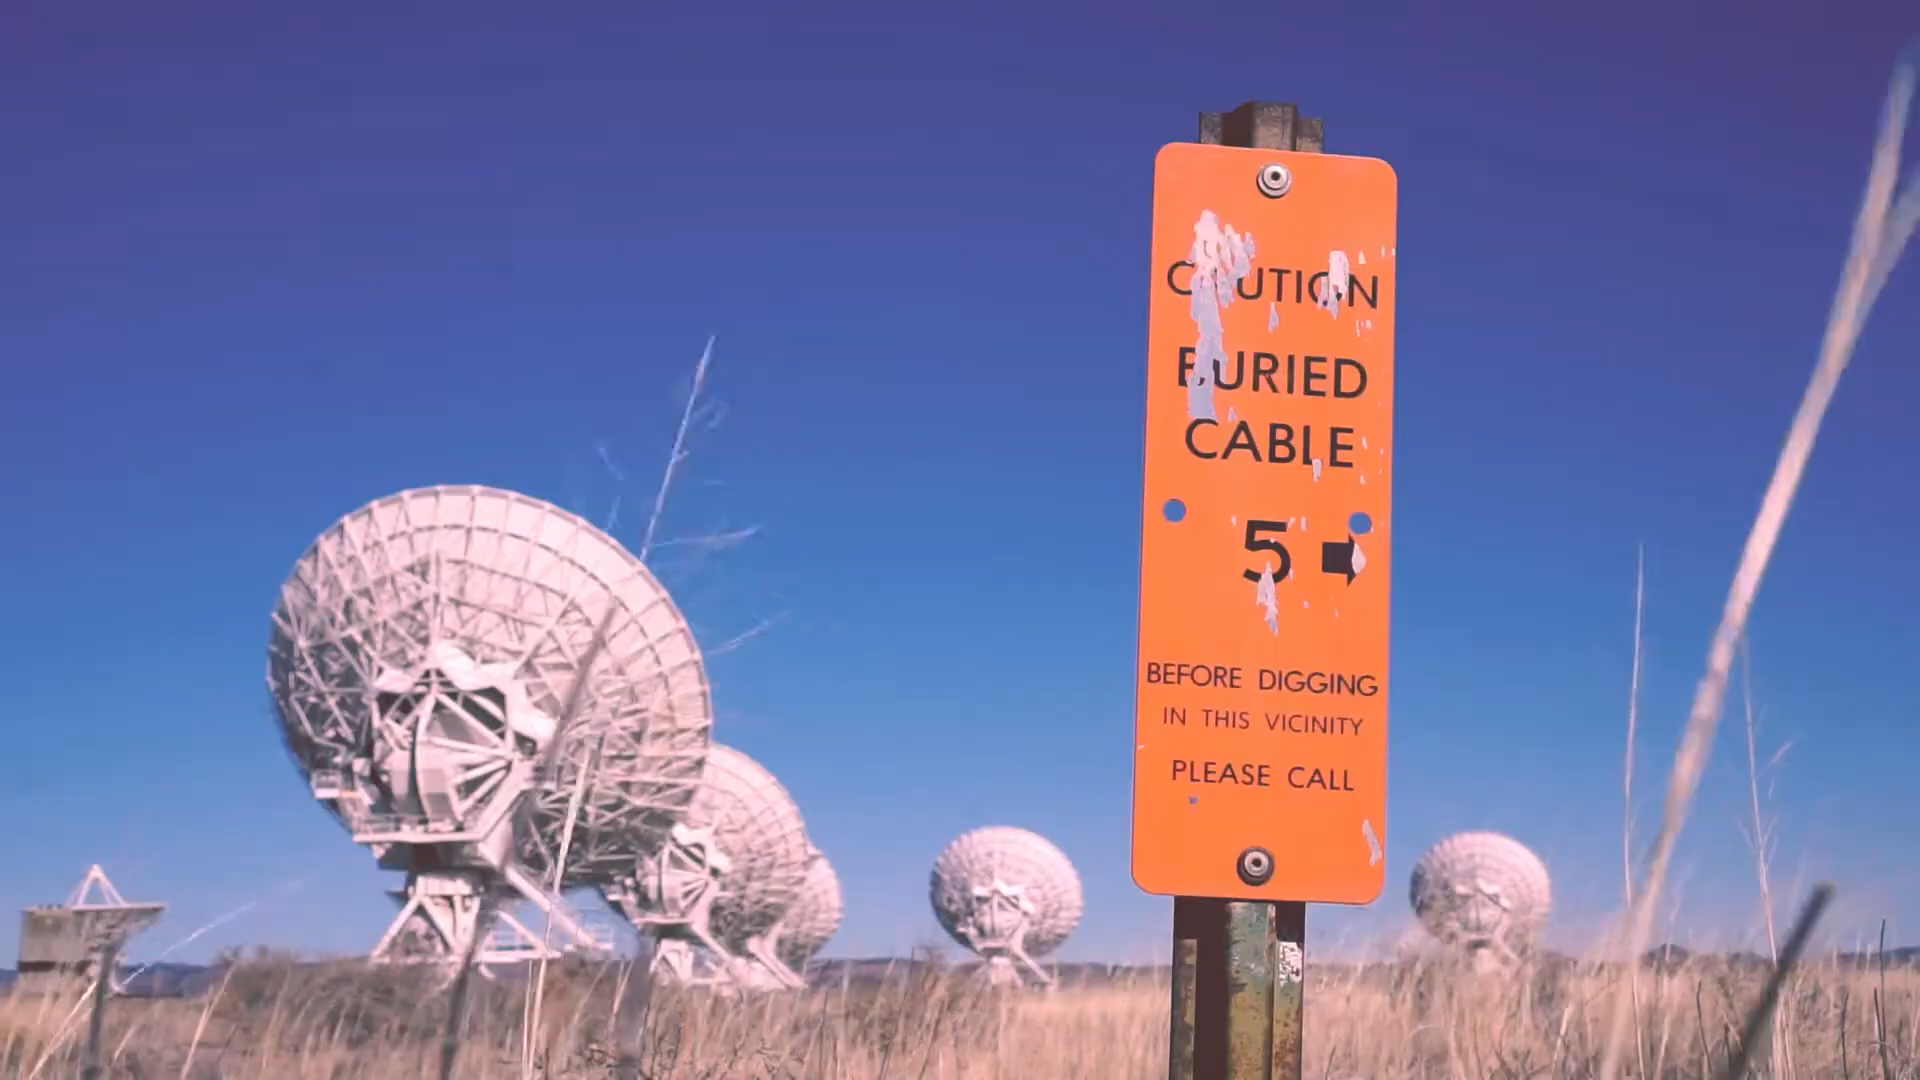 CAUTION
BURIED
CABLE
5
BEFORE DIGGING
IN THIS VICINITY
PLEASE CALL